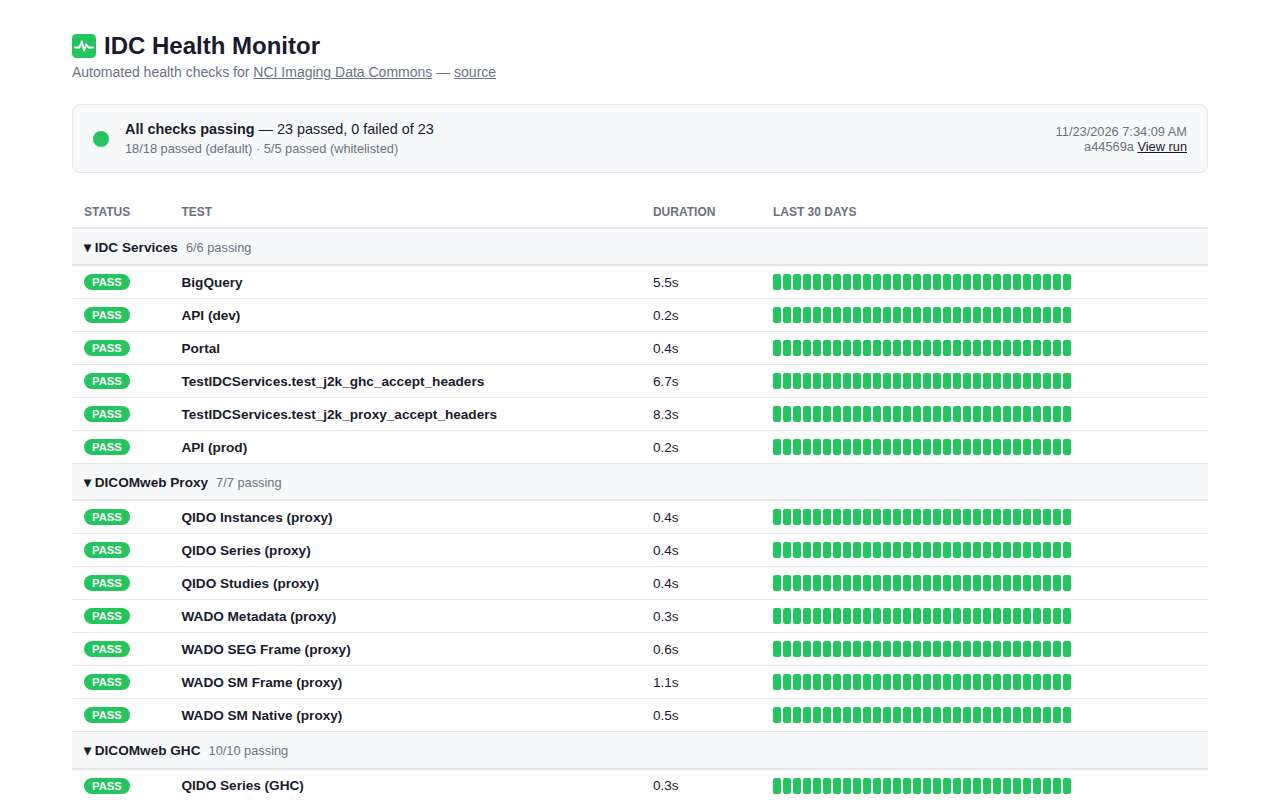 IDC Health Monitor
Automated health checks for NCI Imaging Data Commons — source
All checks passing — 23 passed, 0 failed of 23
18/18 passed (default) · 5/5 passed (whitelisted)
11/23/2026 7:34:09 AM
a44569a View run
STATUS TEST DURATION LAST 30 DAYS
▾ IDC Services 6/6 passing
PASS BigQuery 5.5s
PASS API (dev) 0.2s
PASS Portal 0.4s
PASS TestIDCServices.test_j2k_ghc_accept_headers 6.7s
PASS TestIDCServices.test_j2k_proxy_accept_headers 8.3s
PASS API (prod) 0.2s
▾ DICOMweb Proxy 7/7 passing
PASS QIDO Instances (proxy) 0.4s
PASS QIDO Series (proxy) 0.4s
PASS QIDO Studies (proxy) 0.4s
PASS WADO Metadata (proxy) 0.3s
PASS WADO SEG Frame (proxy) 0.6s
PASS WADO SM Frame (proxy) 1.1s
PASS WADO SM Native (proxy) 0.5s
▾ DICOMweb GHC 10/10 passing
PASS QIDO Series (GHC) 0.3s